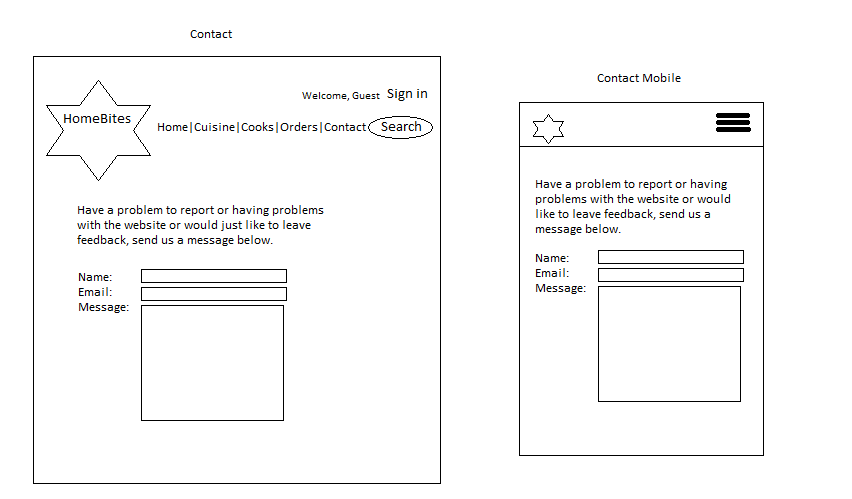 Contact
Welcome, Guest Sign in
HomeBites
Home|Cuisine|Cooks|Orders|Contact Search
Have a problem to report or having problems
with the website or would just like to leave
feedback, send us a message below.
Name:
Email:
Message:
Contact Mobile
Have a problem to report or having
problems with the website or would
like to leave feedback, send us a
message below.
Name:
Email:
Message: